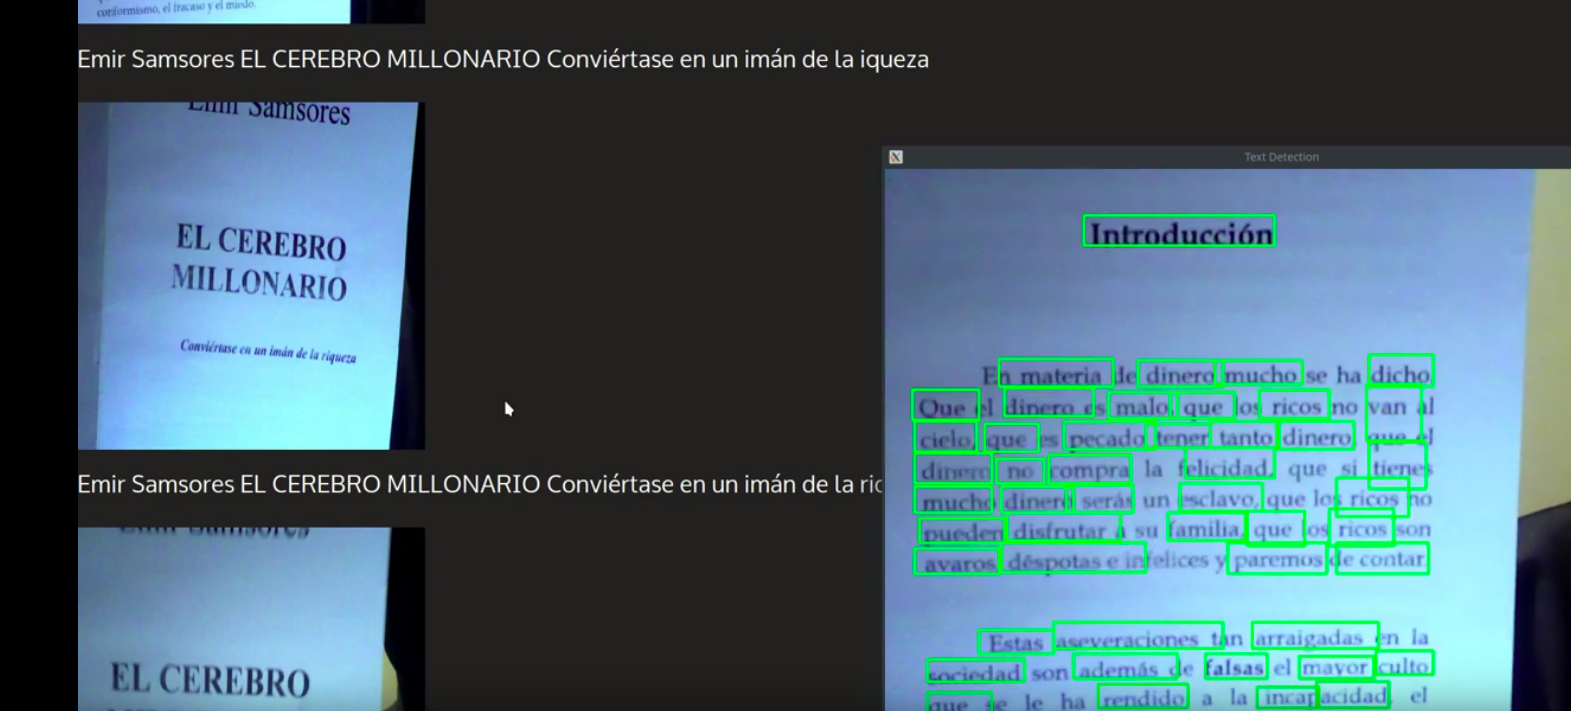 conformismo, el fracaso y el miedo.
Emir Samsores EL CEREBRO MILLONARIO Conviértase en un imán de la iqueza
Emir Samsores
EL CEREBRO
MILLONARIO
Conviértase en un imán de la riqueza
Emir Samsores EL CEREBRO MILLONARIO Conviértase en un imán de la ric
Emir Samsores
EL CEREBRO
Text Detection
Introducción
En materia de dinero mucho se ha dicho
Que el dinero es malo, que los ricos no van al
cielo, que es pecado tener tanto dinero, que el
dinero no compra la felicidad, que si tienes
mucho dinero serás un esclavo, que los ricos no
pueden disfrutar a su familia, que los ricos son
avaros, déspotas e infelices y paremos de contar.
Estas aseveraciones tan arraigadas en la
sociedad son además de falsas el mayor culto
que se le ha rendido a la incapacidad, el